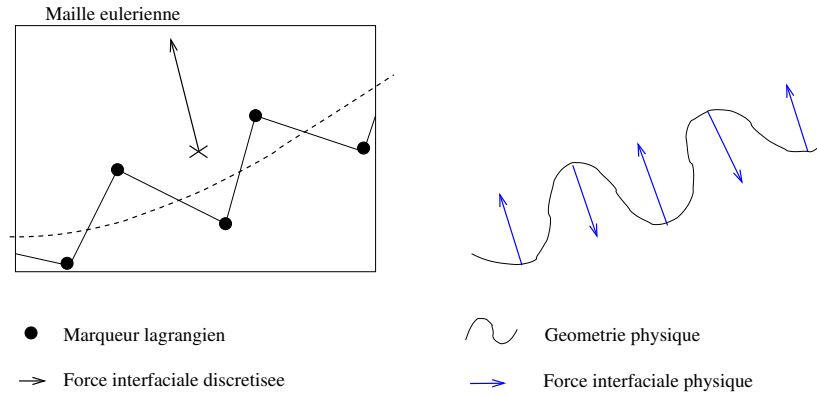 Maille eulerienne
Marqueur lagrangien
Force interfaciale discretisee
Geometrie physique
Force interfaciale physique